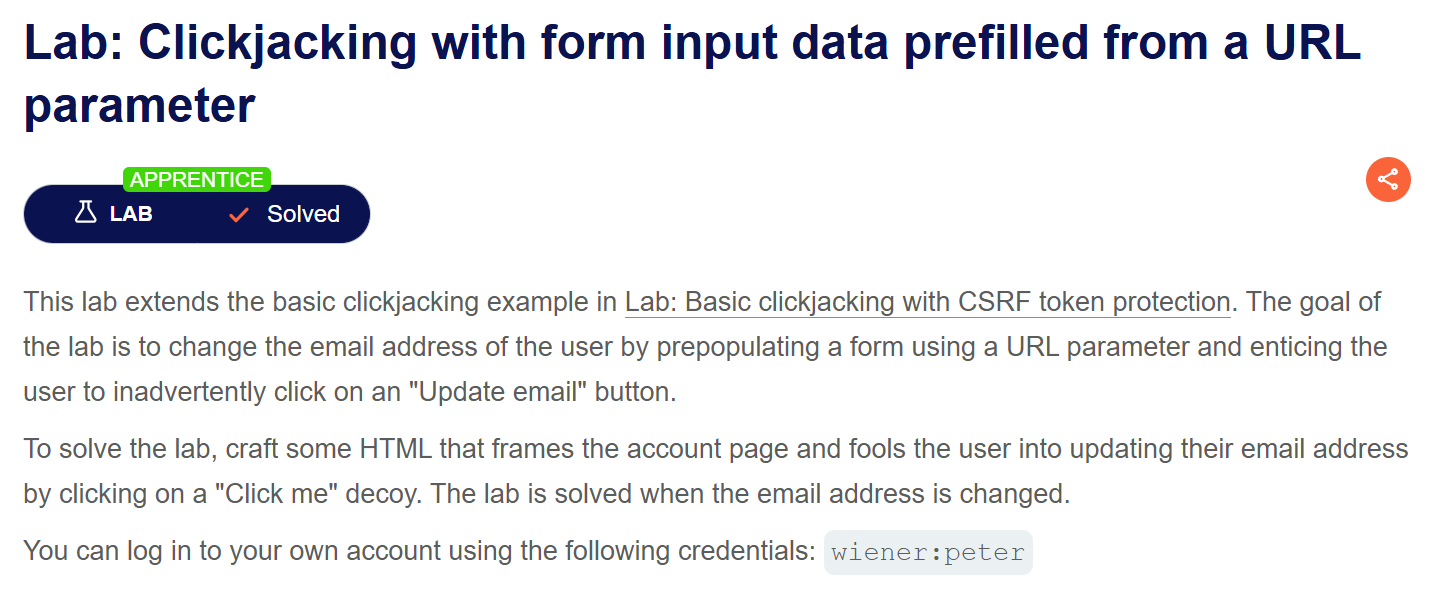 Lab: Clickjacking with form input data prefilled from a URL
parameter
APPRENTICE
LAB Solved
This lab extends the basic clickjacking example in Lab: Basic clickjacking with CSRF token protection. The goal of
the lab is to change the email address of the user by prepopulating a form using a URL parameter and enticing the
user to inadvertently click on an "Update email" button.
To solve the lab, craft some HTML that frames the account page and fools the user into updating their email address
by clicking on a "Click me" decoy. The lab is solved when the email address is changed.
You can log in to your own account using the following credentials: wiener:peter